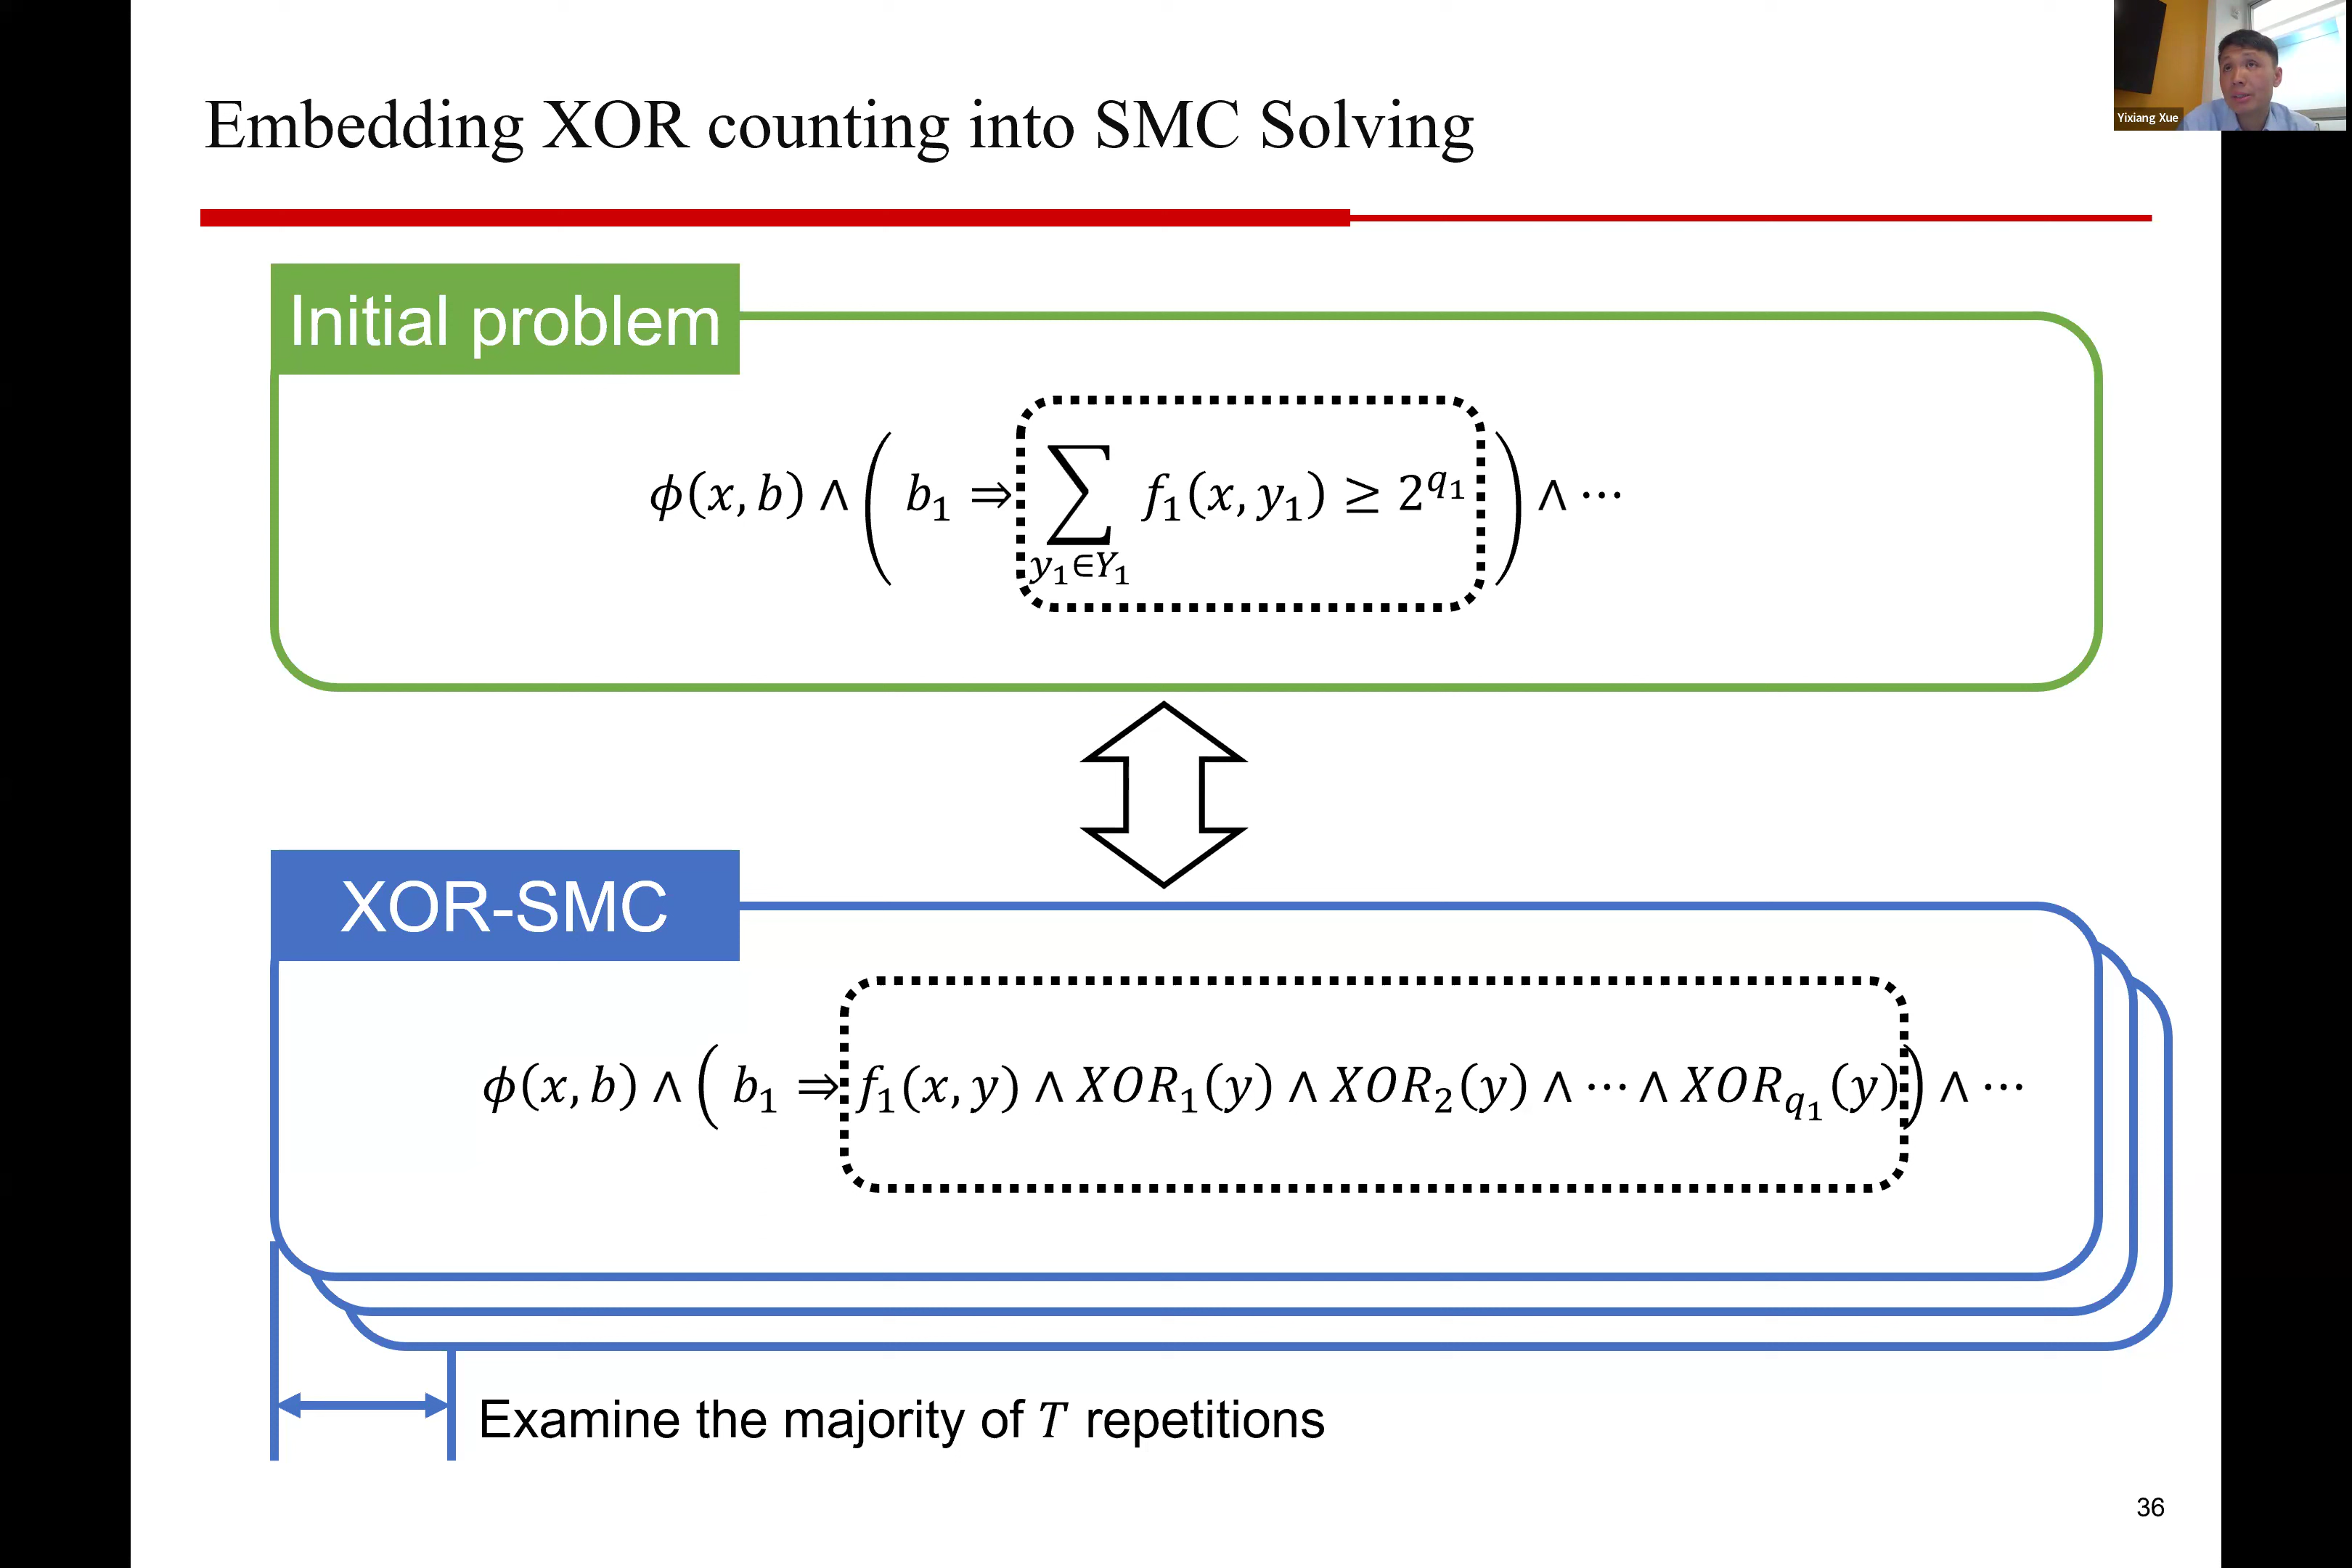 Yixiang Xue
Embedding XOR counting into SMC Solving
Initial problem
𝜙(𝑥, 𝑏) ∧ ( 𝑏₁ ⇒ ∑_{𝑦₁∈𝑌₁} 𝑓₁(𝑥, 𝑦₁) ≥ 2^{𝑞₁} ) ∧ ⋯
XOR-SMC
𝜙(𝑥, 𝑏) ∧ ( 𝑏₁ ⇒ 𝑓₁(𝑥, 𝑦) ∧ 𝑋𝑂𝑅₁(𝑦) ∧ 𝑋𝑂𝑅₂(𝑦) ∧ ⋯ ∧ 𝑋𝑂𝑅_{𝑞₁}(𝑦) ) ∧ ⋯
Examine the majority of 𝑇 repetitions
36